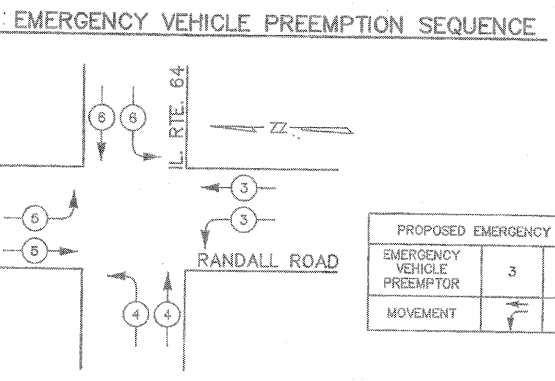 EMERGENCY VEHICLE PREEMPTION SEQUENCE
IL. RTE. 64
6 6
3
3
5
5
RANDALL ROAD
4 4
PROPOSED EMERGENCY
EMERGENCY
VEHICLE
PREEMPTOR
3
MOVEMENT